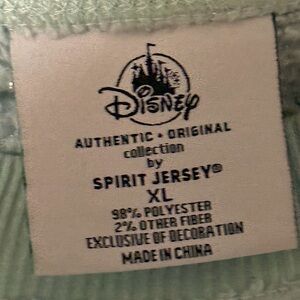 Disney
AUTHENTIC • ORIGINAL
collection
by
SPIRIT JERSEY®
XL
98% POLYESTER
2% OTHER FIBER
EXCLUSIVE OF DECORATION
MADE IN CHINA